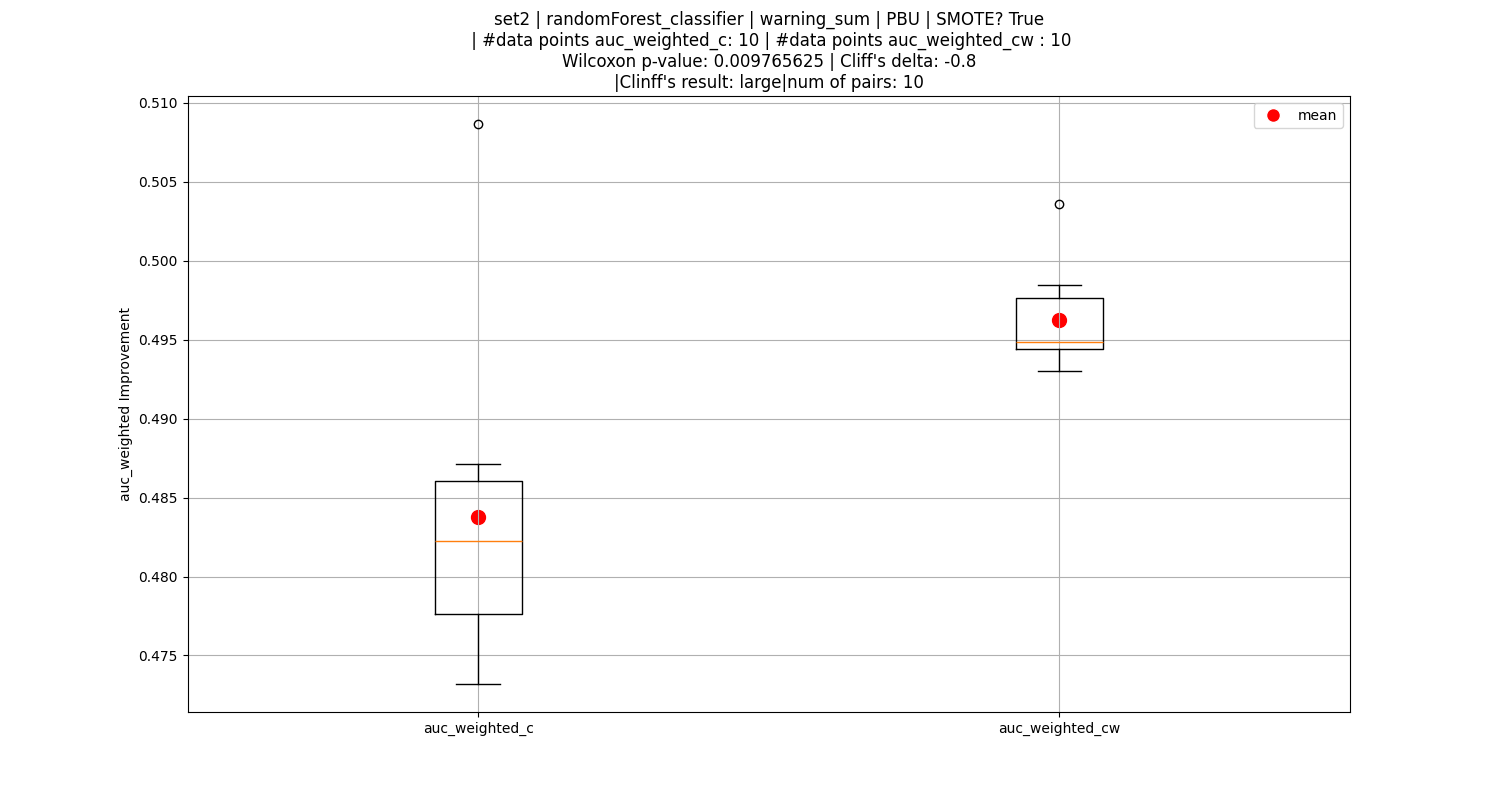 set2 | randomForest_classifier | warning_sum | PBU | SMOTE? True
| #data points auc_weighted_c: 10 | #data points auc_weighted_cw : 10
Wilcoxon p-value: 0.009765625 | Cliff's delta: -0.8
|Clinff's result: large|num of pairs: 10
mean
auc_weighted Improvement
0.510
0.505
0.500
0.495
0.490
0.485
0.480
0.475
auc_weighted_c
auc_weighted_cw